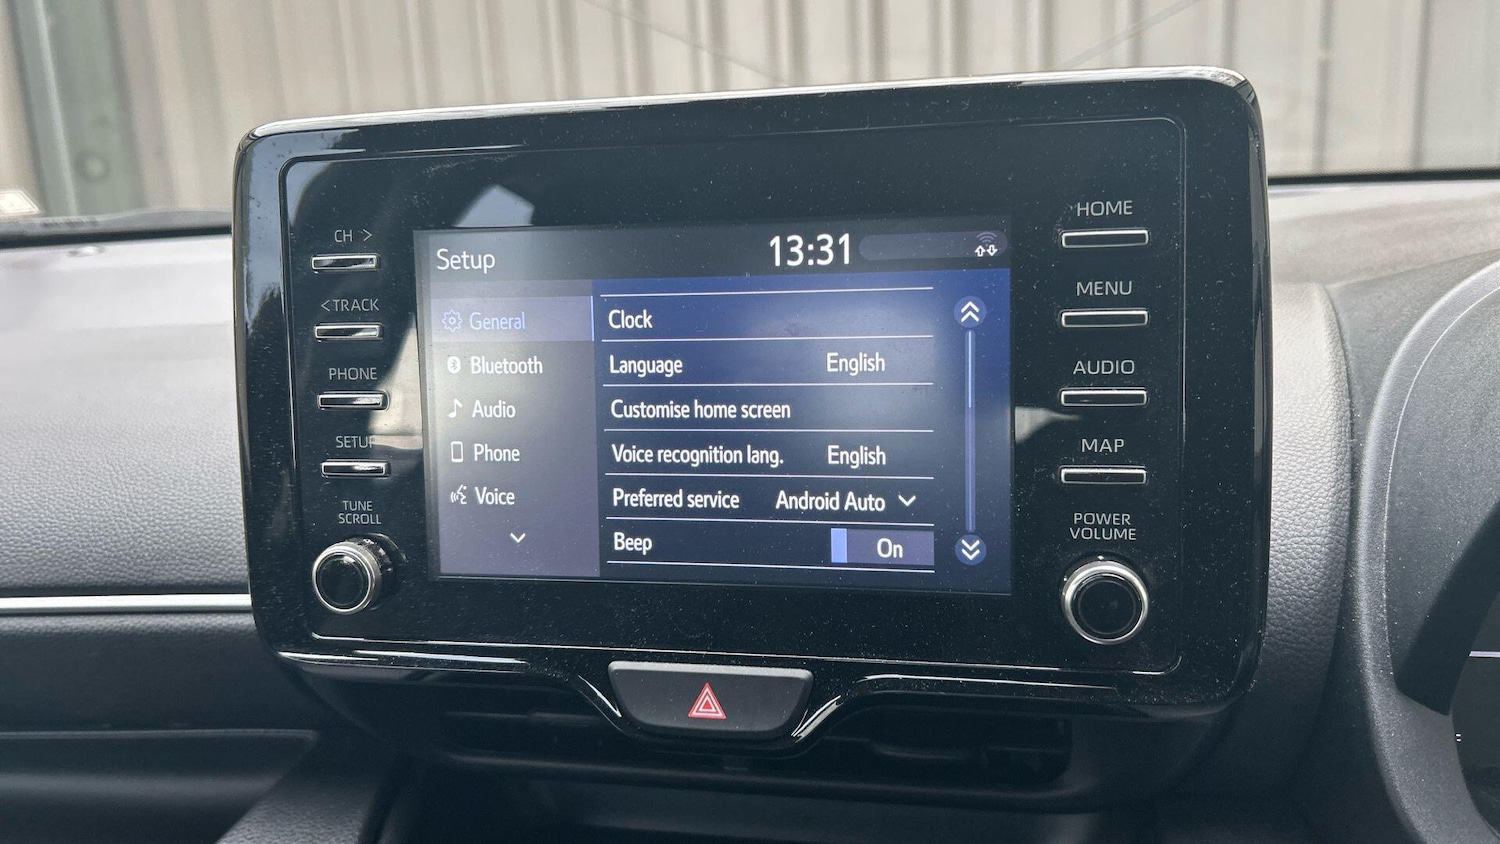 CH >
< TRACK
PHONE
SETUP
TUNE
SCROLL
Setup
13:31
General
Bluetooth
Audio
Phone
Voice
Clock
Language English
Customise home screen
Voice recognition lang. English
Preferred service Android Auto
Beep On
HOME
MENU
AUDIO
MAP
POWER
VOLUME